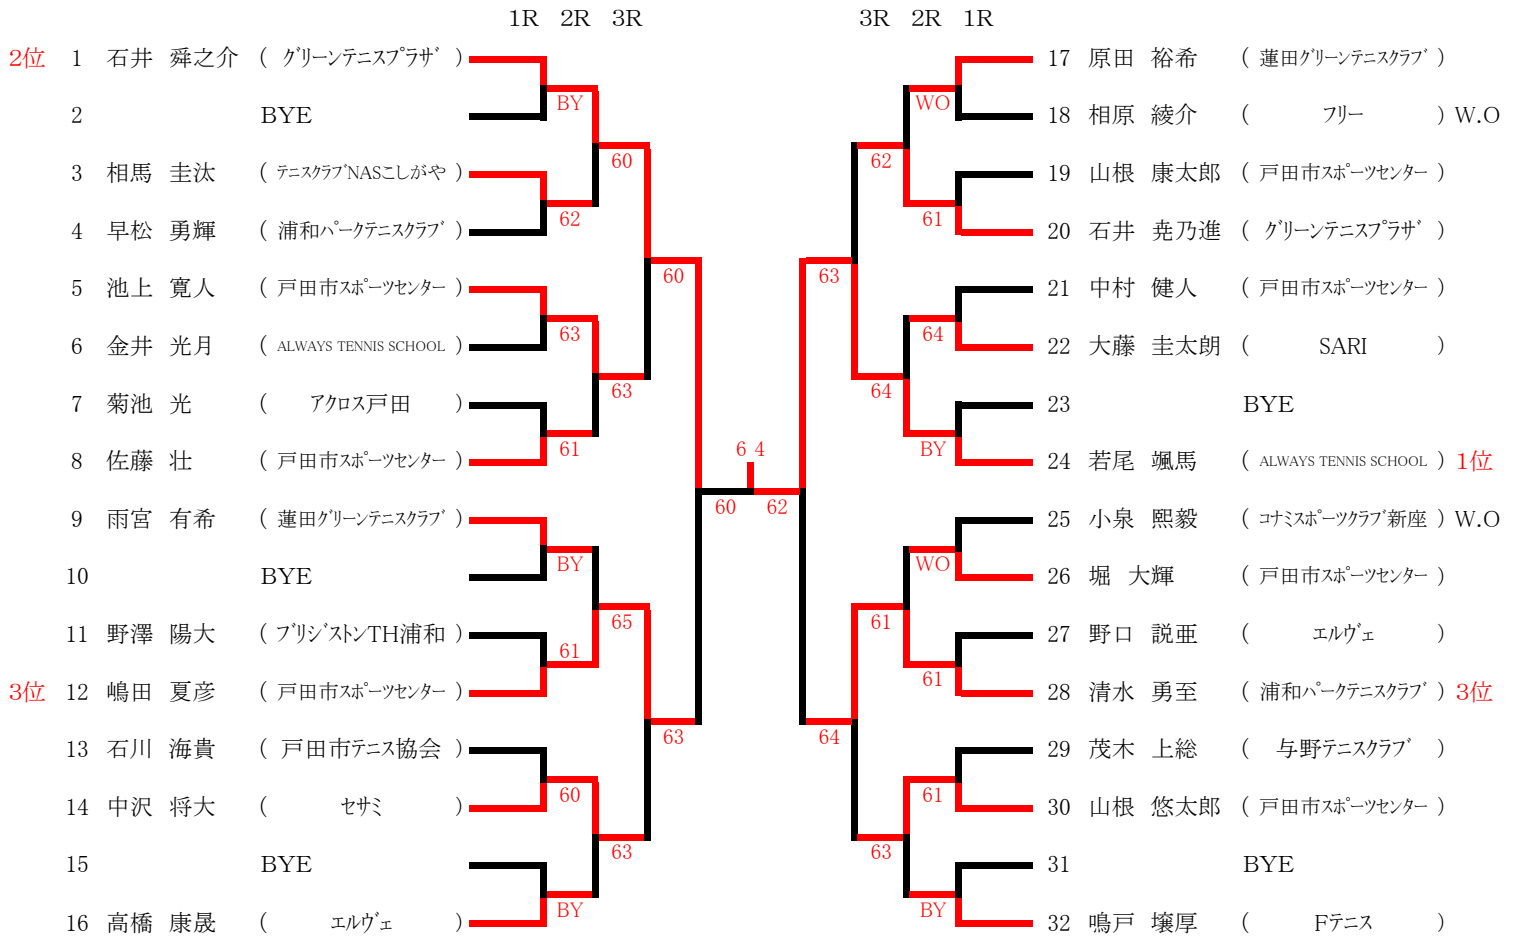 1R 2R 3R
3R 2R 1R
2位 1 石井 舜之介 ( グリーンテニスプラザ )
17 原田 裕希 ( 蓮田グリーンテニスクラブ )
BY
WO
2 BYE
18 相原 綾介 ( フリー ) W.O
60
62
3 相馬 圭汰 ( テニスクラブNASこしがや )
19 山根 康太郎 ( 戸田市スポーツセンター )
62
61
4 早松 勇輝 ( 浦和パークテニスクラブ )
20 石井 尭乃進 ( グリーンテニスプラザ )
60
63
5 池上 寛人 ( 戸田市スポーツセンター )
21 中村 健人 ( 戸田市スポーツセンター )
63
64
6 金井 光月 ( ALWAYS TENNIS SCHOOL )
22 大藤 圭太朗 ( SARI )
63
64
7 菊池 光 ( アクロス戸田 )
23 BYE
61
6 4
BY
8 佐藤 壮 ( 戸田市スポーツセンター )
24 若尾 颯馬 ( ALWAYS TENNIS SCHOOL ) 1位
60
62
9 雨宮 有希 ( 蓮田グリーンテニスクラブ )
25 小泉 熙毅 ( コナミスポーツクラブ新座 ) W.O
BY
WO
10 BYE
26 堀 大輝 ( 戸田市スポーツセンター )
65
61
11 野澤 陽大 ( ブリジストンTH浦和 )
27 野口 説亜 ( エルヴェ )
61
61
3位 12 嶋田 夏彦 ( 戸田市スポーツセンター )
28 清水 勇至 ( 浦和パークテニスクラブ ) 3位
63
64
13 石川 海貴 ( 戸田市テニス協会 )
29 茂木 上総 ( 与野テニスクラブ )
60
61
14 中沢 将大 ( セサミ )
30 山根 悠太郎 ( 戸田市スポーツセンター )
63
63
15 BYE
31 BYE
BY
BY
16 高橋 康晟 ( エルヴェ )
32 鳴戸 壌厚 ( Fテニス )